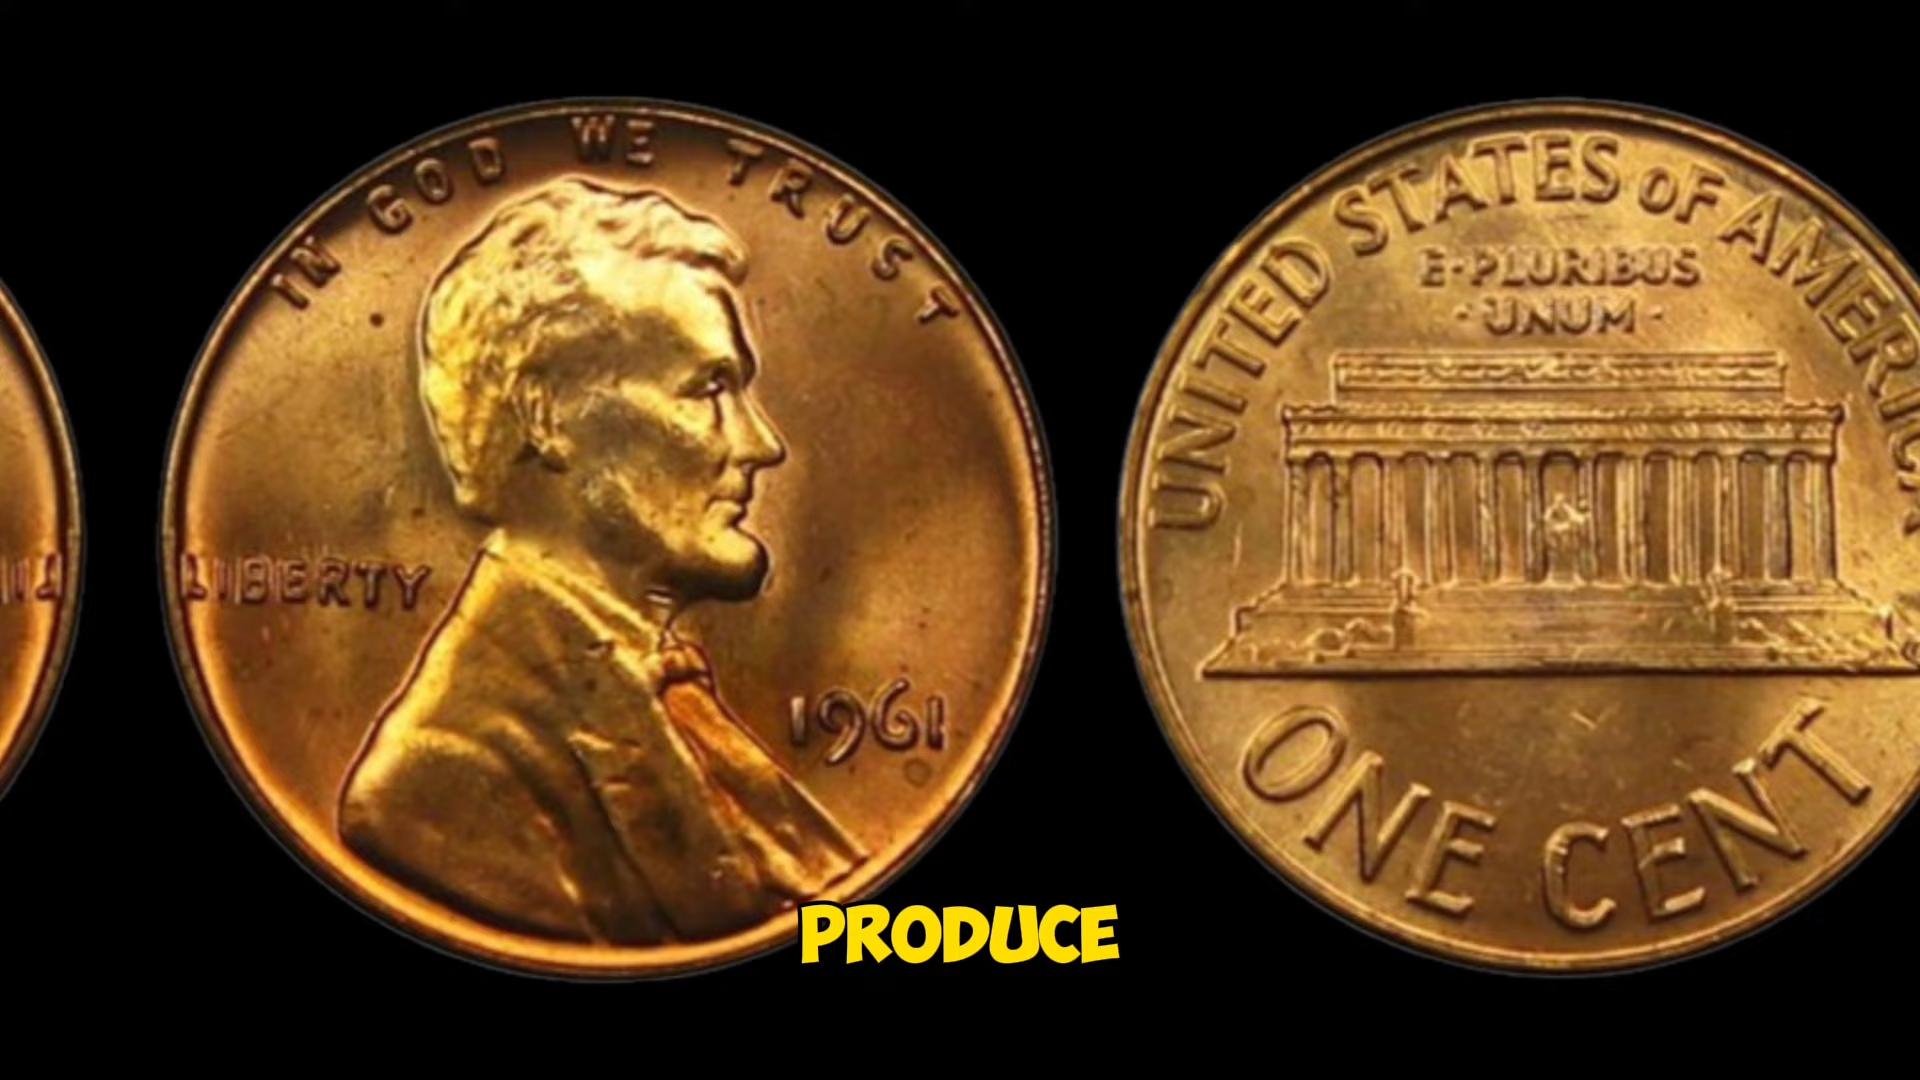 IN GOD WE TRUST
LIBERTY
1961
UNITED STATES OF AMERICA
E·PLURIBUS
·UNUM·
ONE CENT
PRODUCE